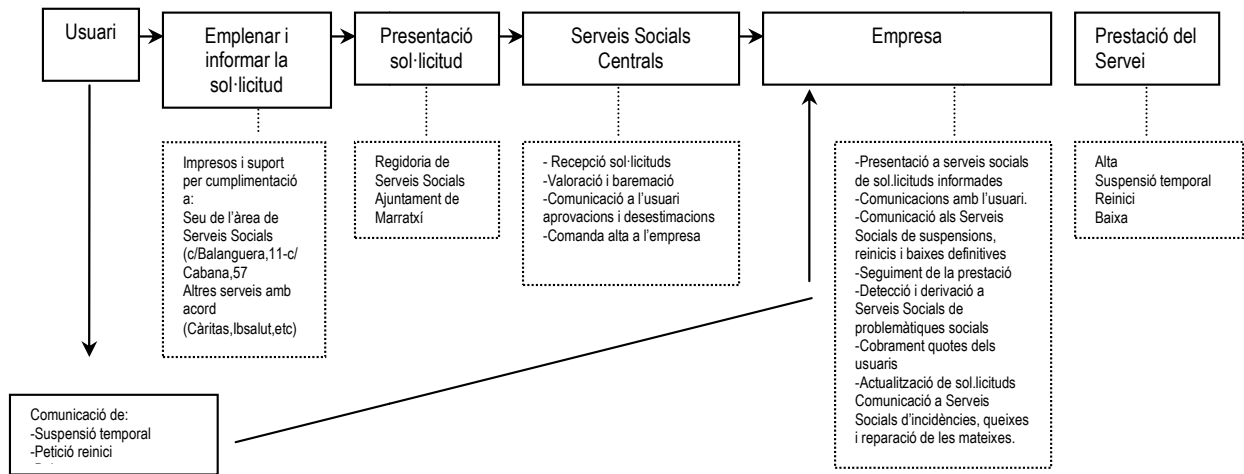 Usuari
Emplenar i
informar la
sol·licitud
Presentació
sol·licitud
Serveis Socials
Centrals
Empresa
Prestació del
Servei
Impresos i suport
per cumplimentació
a:
Seu de l’àrea de
Serveis Socials
(c/Balanguera,11-c/
Cabana,57
Altres serveis amb
acord
(Càritas,Ibsalut,etc)
Regidoria de
Serveis Socials
Ajuntament de
Marratxí
- Recepció sol·licituds
-Valoració i baremació
-Comunicació a l’usuari
aprovacions i desestimacions
-Comanda alta a l’empresa
-Presentació a serveis socials
de sol.licituds informades
-Comunicacions amb l’usuari.
-Comunicació als Serveis
Socials de suspensions,
reinicis i baixes definitives
-Seguiment de la prestació
-Detecció i derivació a
Serveis Socials de
problemàtiques socials
-Cobrament quotes dels
usuaris
-Actualització de sol.licituds
Comunicació a Serveis
Socials d’incidències, queixes
i reparació de les mateixes.
Alta
Suspensió temporal
Reinici
Baixa
Comunicació de:
-Suspensió temporal
-Petició reinici